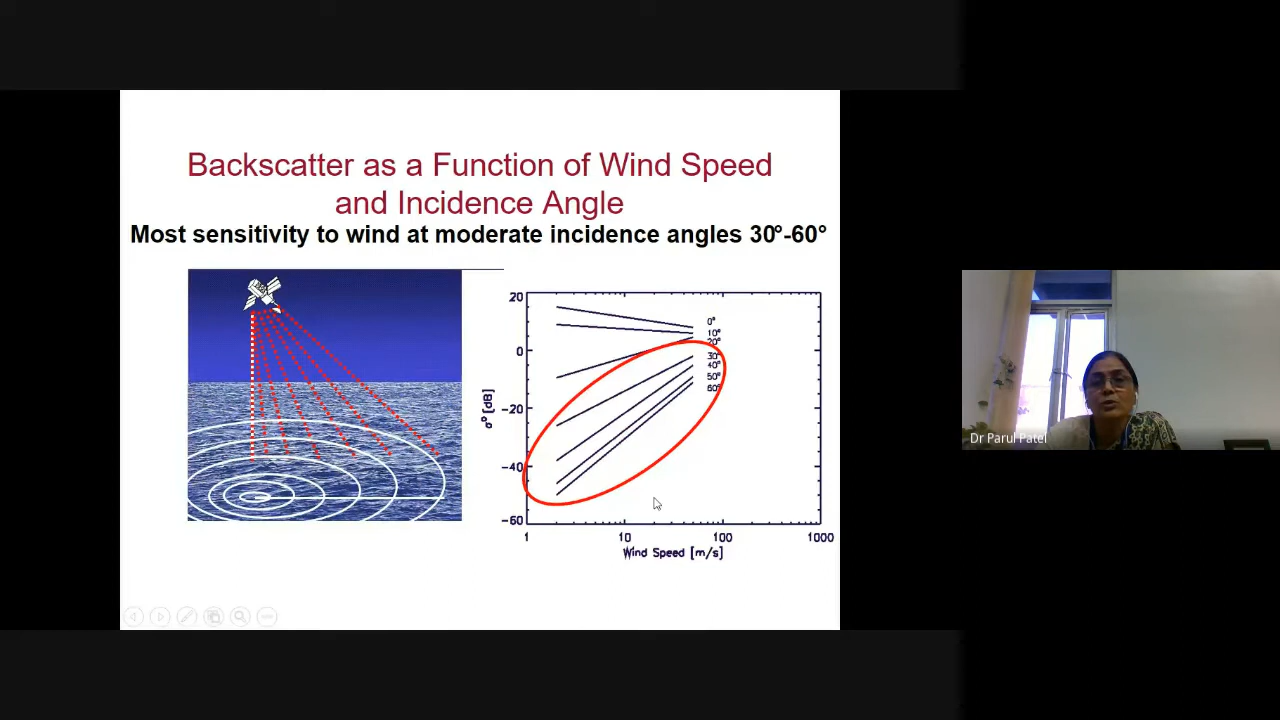 Backscatter as a Function of Wind Speed
and Incidence Angle
Most sensitivity to wind at moderate incidence angles 30°-60°
20
0
-20
-40
-60
σ° [dB]
0°
10°
20°
30°
40°
50°
60°
1 10 100 1000
Wind Speed [m/s]
Dr Parul Patel